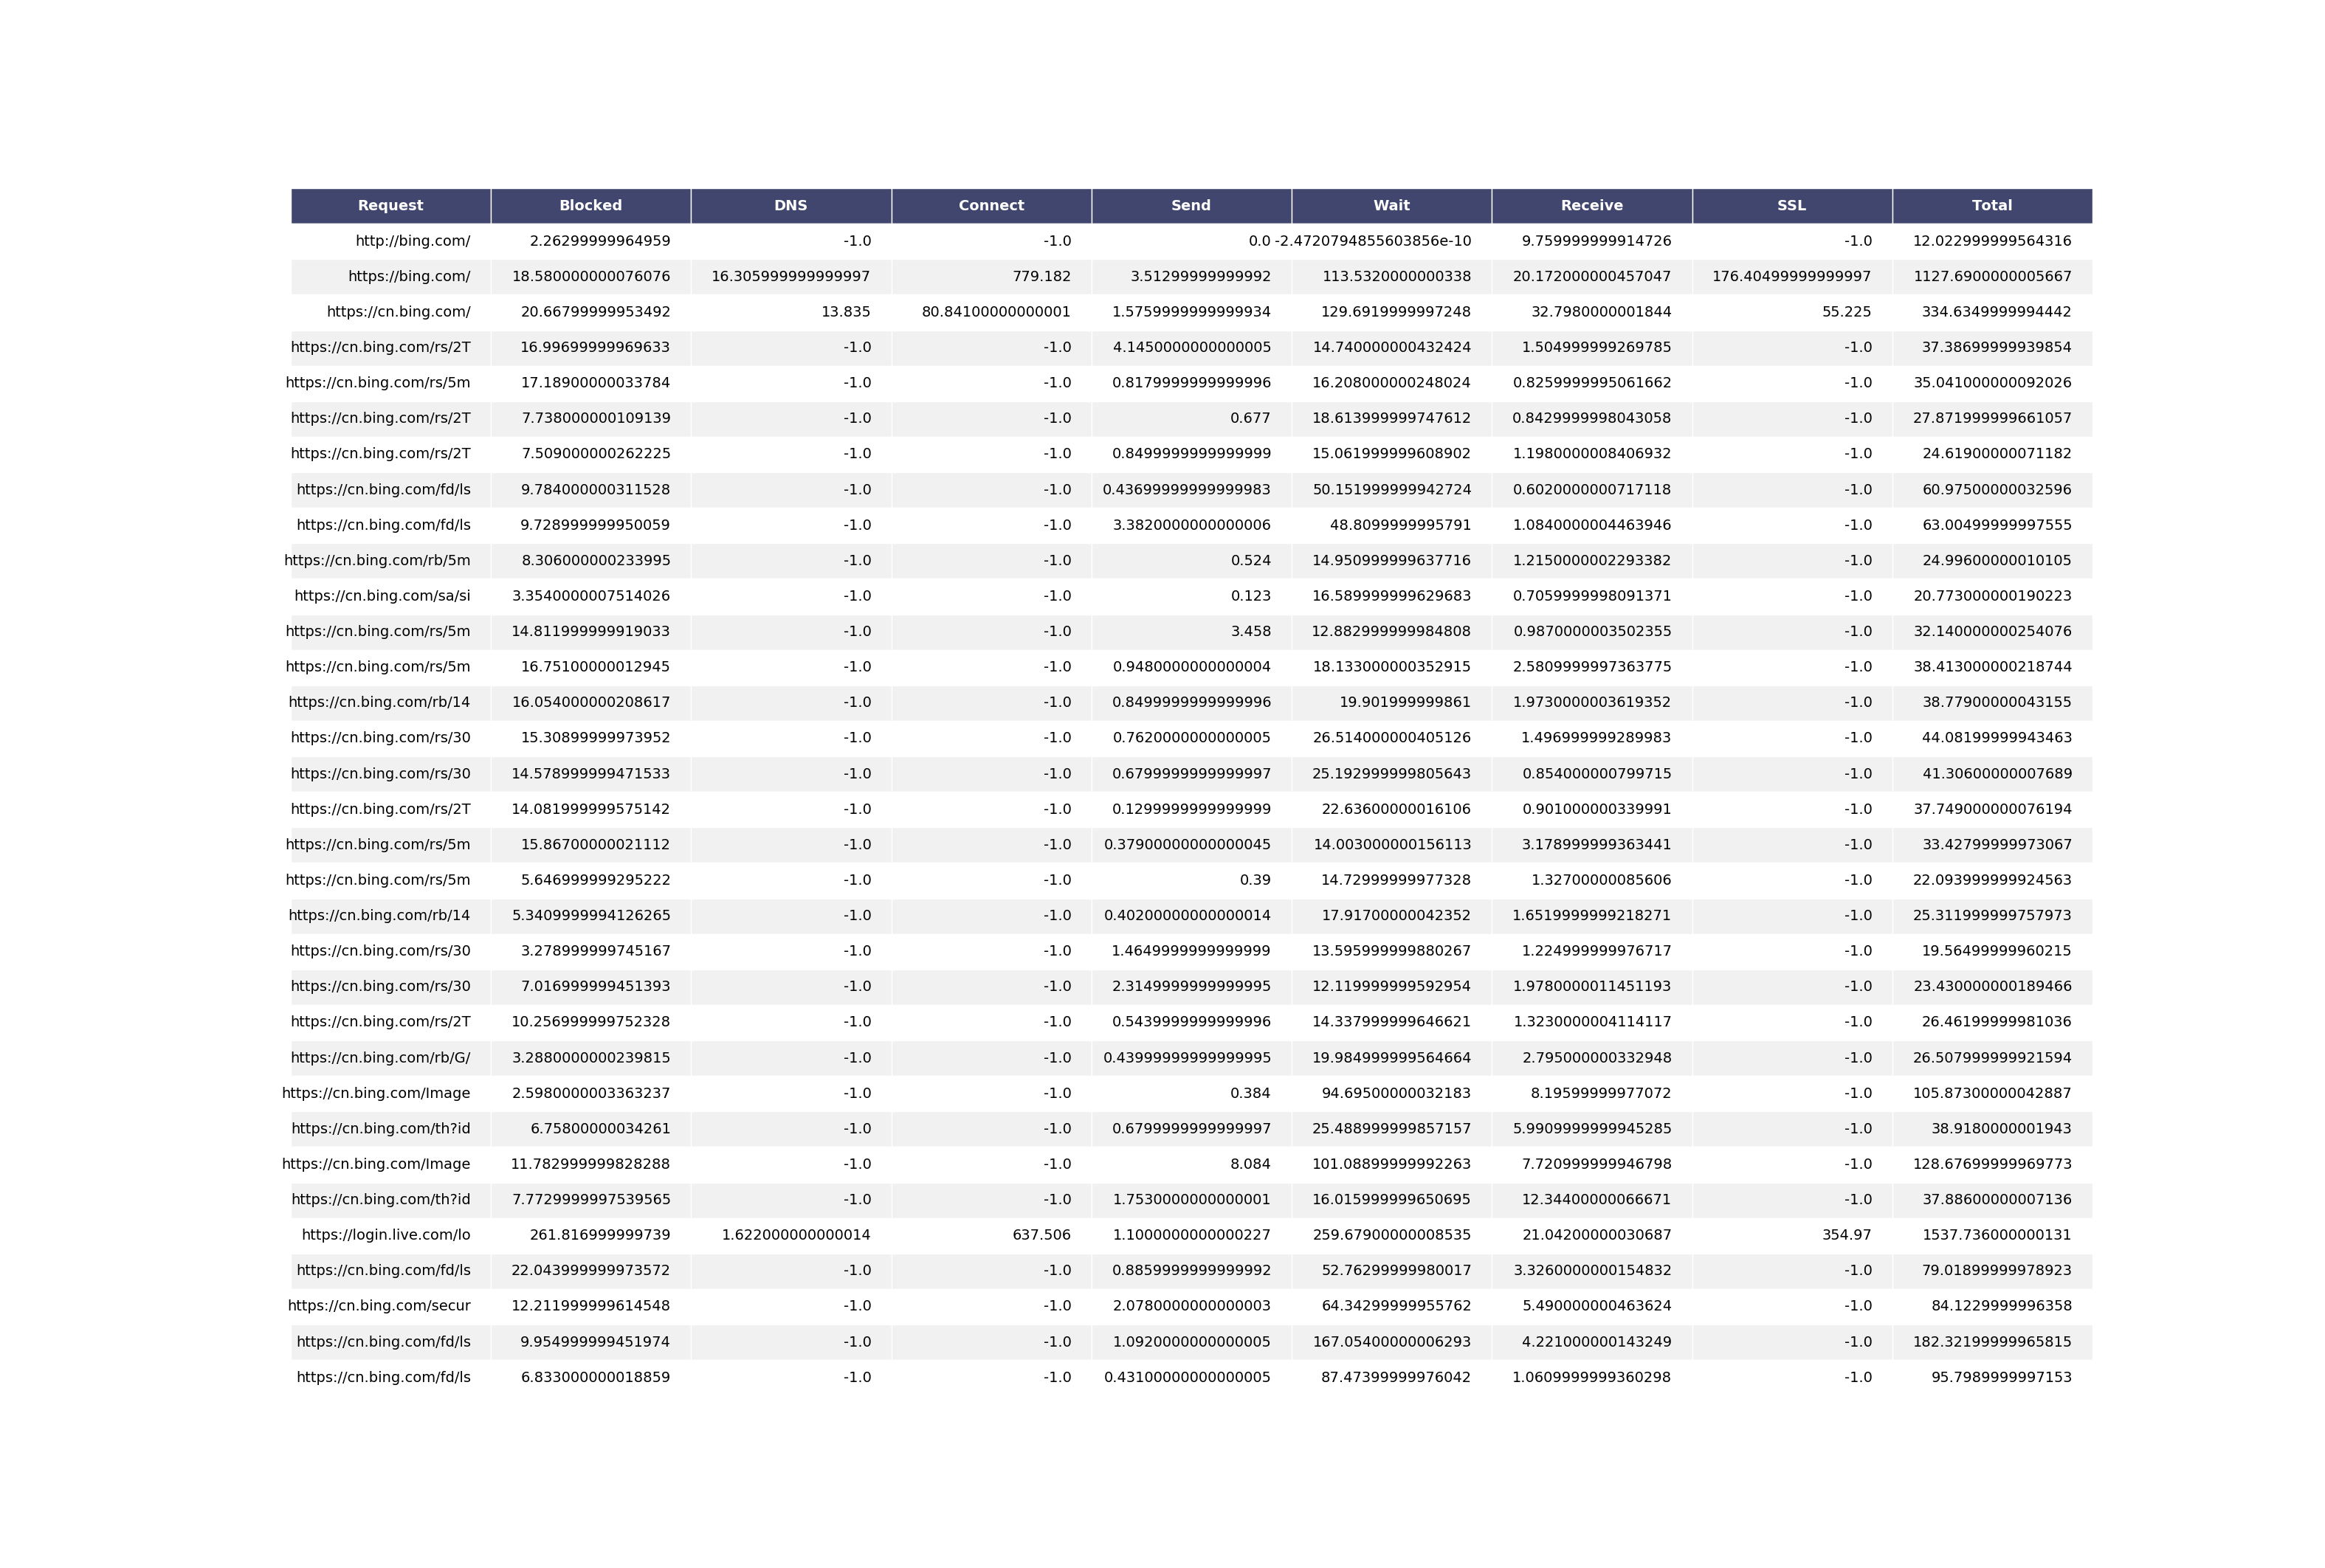 Request Blocked DNS Connect Send Wait Receive SSL Total
http://bing.com/ 2.26299999964959 -1.0 -1.0 0.0 -2.4720794855603856e-10 9.759999999914726 -1.0 12.022999999564316
https://bing.com/ 18.580000000076076 16.305999999999997 779.182 3.51299999999992 113.5320000000338 20.172000000457047 176.40499999999997 1127.6900000005667
https://cn.bing.com/ 20.66799999953492 13.835 80.84100000000001 1.5759999999999934 129.6919999997248 32.7980000001844 55.225 334.6349999994442
https://cn.bing.com/rs/2T 16.99699999969633 -1.0 -1.0 4.1450000000000005 14.740000000432424 1.504999999269785 -1.0 37.38699999939854
https://cn.bing.com/rs/5m 17.18900000033784 -1.0 -1.0 0.8179999999999996 16.208000000248024 0.8259999995061662 -1.0 35.041000000092026
https://cn.bing.com/rs/2T 7.738000000109139 -1.0 -1.0 0.677 18.613999999747612 0.8429999998043058 -1.0 27.871999999661057
https://cn.bing.com/rs/2T 7.509000000262225 -1.0 -1.0 0.8499999999999999 15.061999999608902 1.1980000008406932 -1.0 24.61900000071182
https://cn.bing.com/fd/ls 9.784000000311528 -1.0 -1.0 0.43699999999999983 50.151999999942724 0.6020000000717118 -1.0 60.97500000032596
https://cn.bing.com/fd/ls 9.728999999950059 -1.0 -1.0 3.3820000000000006 48.8099999995791 1.0840000004463946 -1.0 63.00499999997555
https://cn.bing.com/rb/5m 8.306000000233995 -1.0 -1.0 0.524 14.950999999637716 1.2150000002293382 -1.0 24.99600000010105
https://cn.bing.com/sa/si 3.3540000007514026 -1.0 -1.0 0.123 16.589999999629683 0.7059999998091371 -1.0 20.773000000190223
https://cn.bing.com/rs/5m 14.811999999919033 -1.0 -1.0 3.458 12.882999999984808 0.9870000003502355 -1.0 32.140000000254076
https://cn.bing.com/rs/5m 16.75100000012945 -1.0 -1.0 0.9480000000000004 18.133000000352915 2.5809999997363775 -1.0 38.413000000218744
https://cn.bing.com/rb/14 16.054000000208617 -1.0 -1.0 0.8499999999999996 19.901999999861 1.9730000003619352 -1.0 38.77900000043155
https://cn.bing.com/rs/30 15.30899999973952 -1.0 -1.0 0.7620000000000005 26.514000000405126 1.496999999289983 -1.0 44.08199999943463
https://cn.bing.com/rs/30 14.578999999471533 -1.0 -1.0 0.6799999999999997 25.192999999805643 0.854000000799715 -1.0 41.30600000007689
https://cn.bing.com/rs/2T 14.081999999575142 -1.0 -1.0 0.1299999999999999 22.63600000016106 0.901000000339991 -1.0 37.749000000076194
https://cn.bing.com/rs/5m 15.86700000021112 -1.0 -1.0 0.37900000000000045 14.003000000156113 3.178999999363441 -1.0 33.42799999973067
https://cn.bing.com/rs/5m 5.646999999295222 -1.0 -1.0 0.39 14.72999999977328 1.32700000085606 -1.0 22.093999999924563
https://cn.bing.com/rb/14 5.3409999994126265 -1.0 -1.0 0.40200000000000014 17.91700000042352 1.6519999999218271 -1.0 25.311999999757973
https://cn.bing.com/rs/30 3.278999999745167 -1.0 -1.0 1.4649999999999999 13.595999999880267 1.224999999976717 -1.0 19.56499999960215
https://cn.bing.com/rs/30 7.016999999451393 -1.0 -1.0 2.3149999999999995 12.119999999592954 1.9780000011451193 -1.0 23.430000000189466
https://cn.bing.com/rs/2T 10.256999999752328 -1.0 -1.0 0.5439999999999996 14.337999999646621 1.3230000004114117 -1.0 26.46199999981036
https://cn.bing.com/rb/G/ 3.2880000000239815 -1.0 -1.0 0.43999999999999995 19.984999999564664 2.795000000332948 -1.0 26.507999999921594
https://cn.bing.com/Image 2.5980000003363237 -1.0 -1.0 0.384 94.69500000032183 8.19599999977072 -1.0 105.87300000042887
https://cn.bing.com/th?id 6.75800000034261 -1.0 -1.0 0.6799999999999997 25.488999999857157 5.9909999999945285 -1.0 38.9180000001943
https://cn.bing.com/Image 11.782999999828288 -1.0 -1.0 8.084 101.08899999992263 7.720999999946798 -1.0 128.67699999969773
https://cn.bing.com/th?id 7.7729999997539565 -1.0 -1.0 1.7530000000000001 16.015999999650695 12.34400000066671 -1.0 37.88600000007136
https://login.live.com/lo 261.816999999739 1.622000000000014 637.506 1.1000000000000227 259.67900000008535 21.04200000030687 354.97 1537.736000000131
https://cn.bing.com/fd/ls 22.043999999973572 -1.0 -1.0 0.8859999999999992 52.76299999980017 3.3260000000154832 -1.0 79.01899999978923
https://cn.bing.com/secur 12.211999999614548 -1.0 -1.0 2.0780000000000003 64.34299999955762 5.490000000463624 -1.0 84.1229999996358
https://cn.bing.com/fd/ls 9.954999999451974 -1.0 -1.0 1.0920000000000005 167.05400000006293 4.221000000143249 -1.0 182.32199999965815
https://cn.bing.com/fd/ls 6.833000000018859 -1.0 -1.0 0.43100000000000005 87.47399999976042 1.0609999999360298 -1.0 95.7989999997153